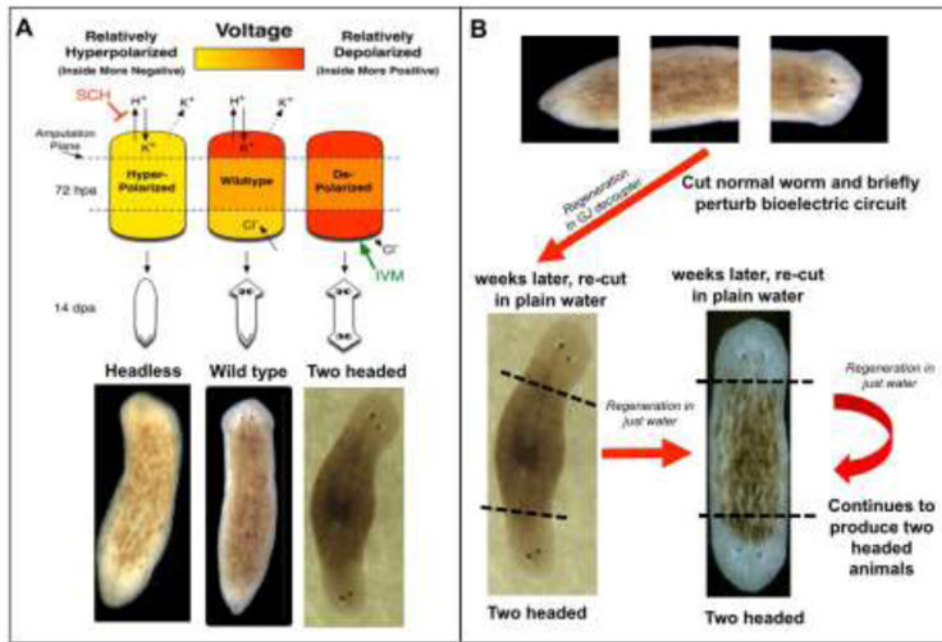 A
Relatively
Hyperpolarized
(Inside More Negative)
Voltage
Relatively
Depolarized
(Inside More Positive)
SCH
H⁺
K⁺
H⁺
K⁺
Amputation
Plane
K⁺
K⁺
Hyper-
Polarized
Wildtype
De-
Polarized
72 hpa
Cl⁻
Cl⁻
IVM
14 dpa
Headless
Wild type
Two headed
B
Cut normal worm and briefly
perturb bioelectric circuit
Regeneration
in GJ decoupler
weeks later, re-cut
in plain water
weeks later, re-cut
in plain water
Regeneration in
just water
Regeneration in
just water
Continues to
produce two
headed
animals
Two headed
Two headed